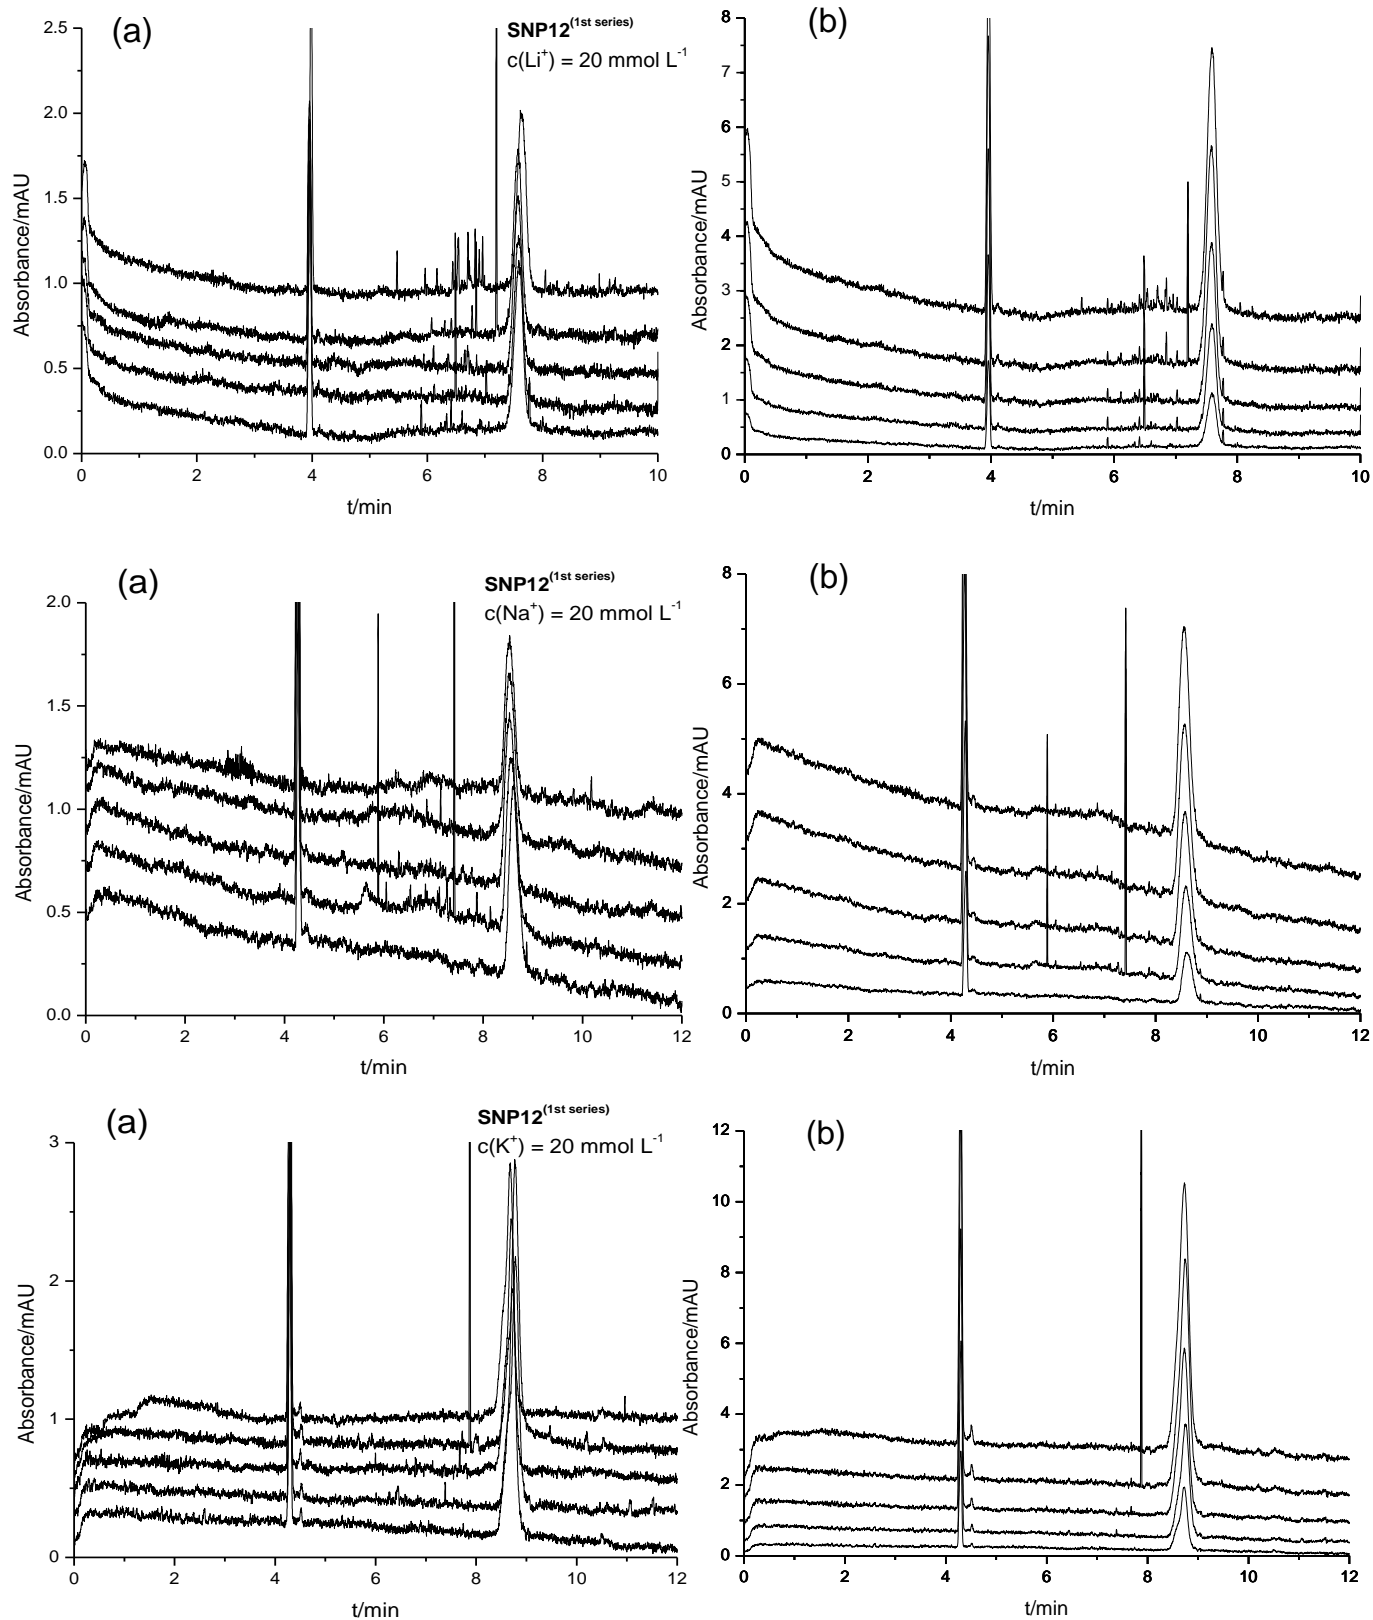 (a)
SNP12(1st series)
c(Li+) = 20 mmol L-1
2.5
2.0
1.5
1.0
0.5
0.0
Absorbance/mAU
0 2 4 6 8 10
t/min
(b)
8
7
6
5
4
3
2
1
0
Absorbance/mAU
0 2 4 6 8 10
t/min
(a)
SNP12(1st series)
c(Na+) = 20 mmol L-1
2.0
1.5
1.0
0.5
0.0
Absorbance/mAU
0 2 4 6 8 10 12
t/min
(b)
8
6
4
2
0
Absorbance/mAU
0 2 4 6 8 10 12
t/min
(a)
SNP12(1st series)
c(K+) = 20 mmol L-1
3
2
1
0
Absorbance/mAU
0 2 4 6 8 10 12
t/min
(b)
12
10
8
6
4
2
0
Absorbance/mAU
0 2 4 6 8 10 12
t/min